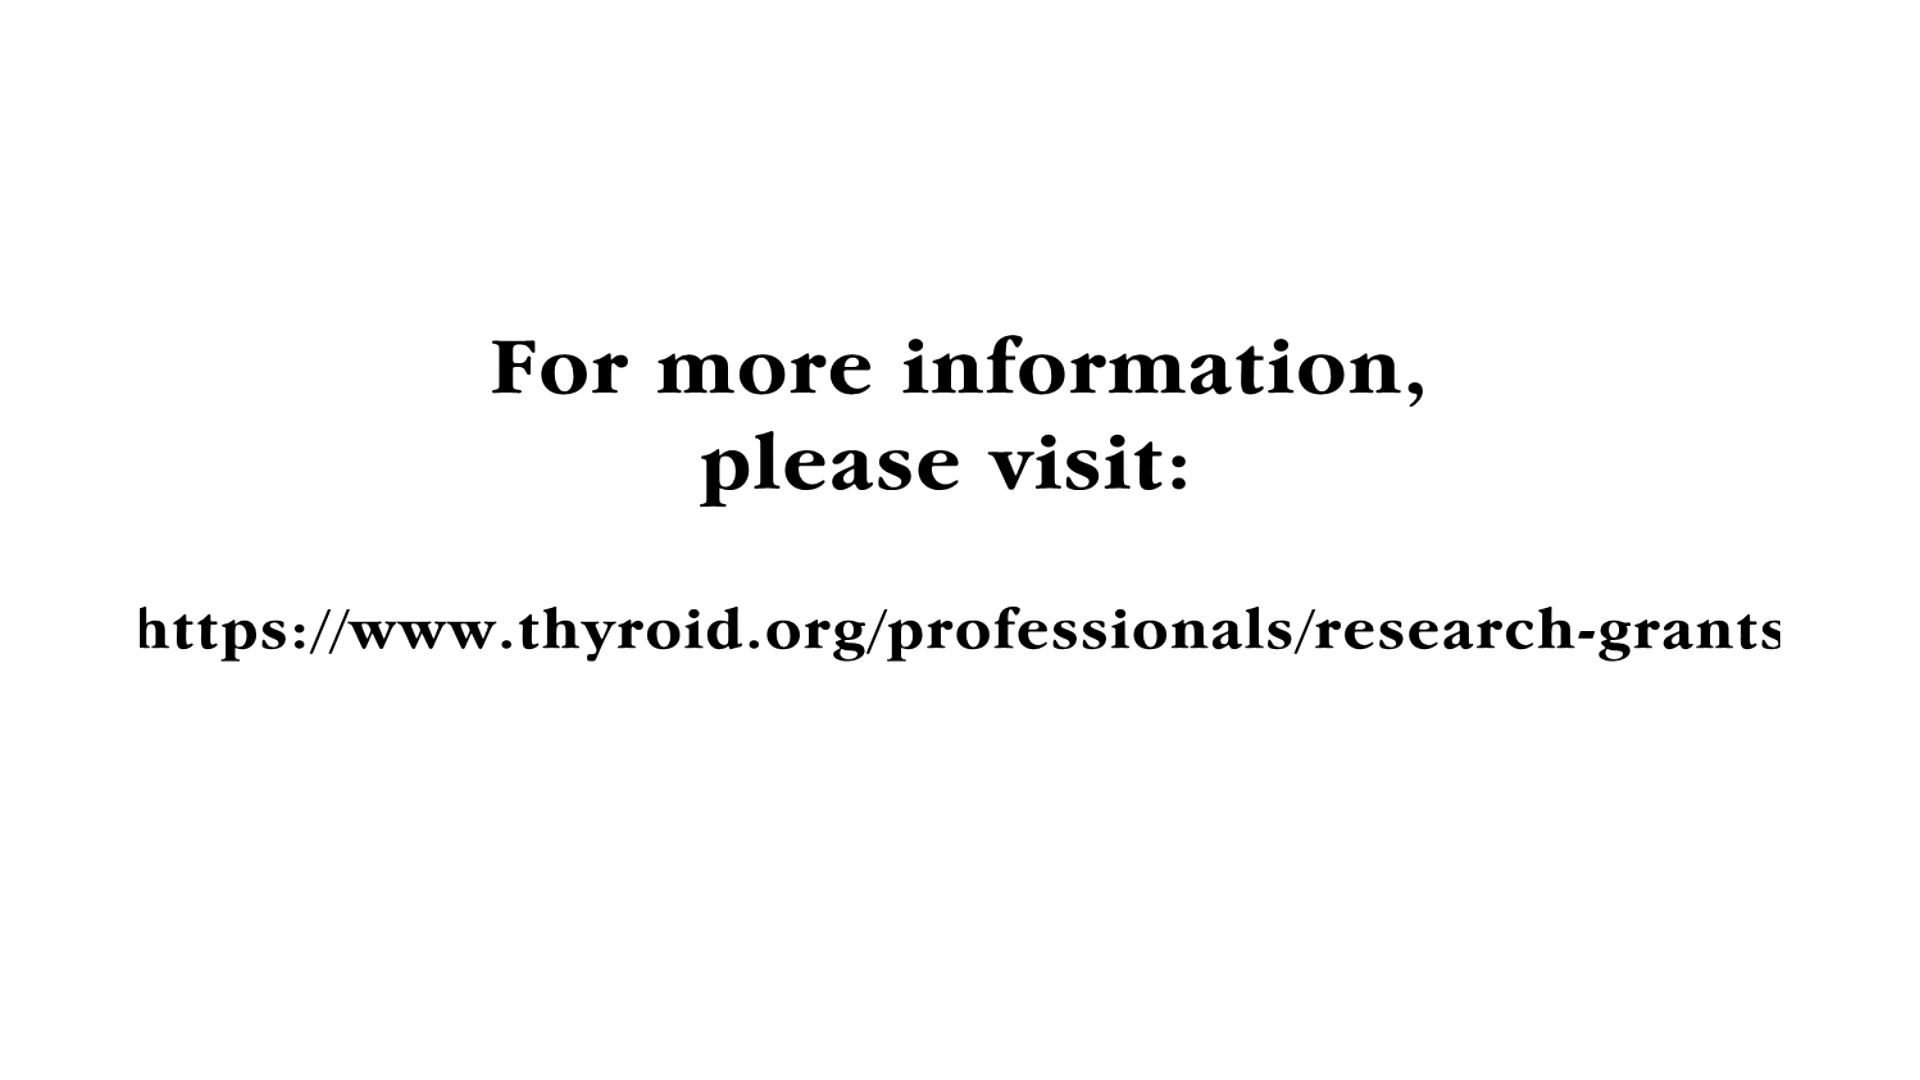 For more information,
please visit:
https://www.thyroid.org/professionals/research-grants